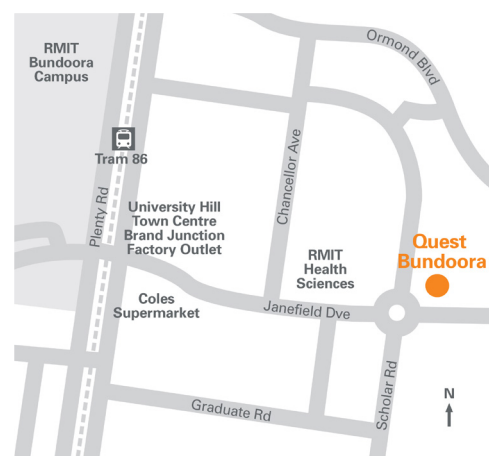 RMIT
Bundoora
Campus
Ormond Blvd
Tram 86
Chancellor Ave
Plenty Rd
University Hill
Town Centre
Brand Junction
Factory Outlet
RMIT
Health
Sciences
Quest
Bundoora
Coles
Supermarket
Janefield Dve
Scholar Rd
Graduate Rd
N